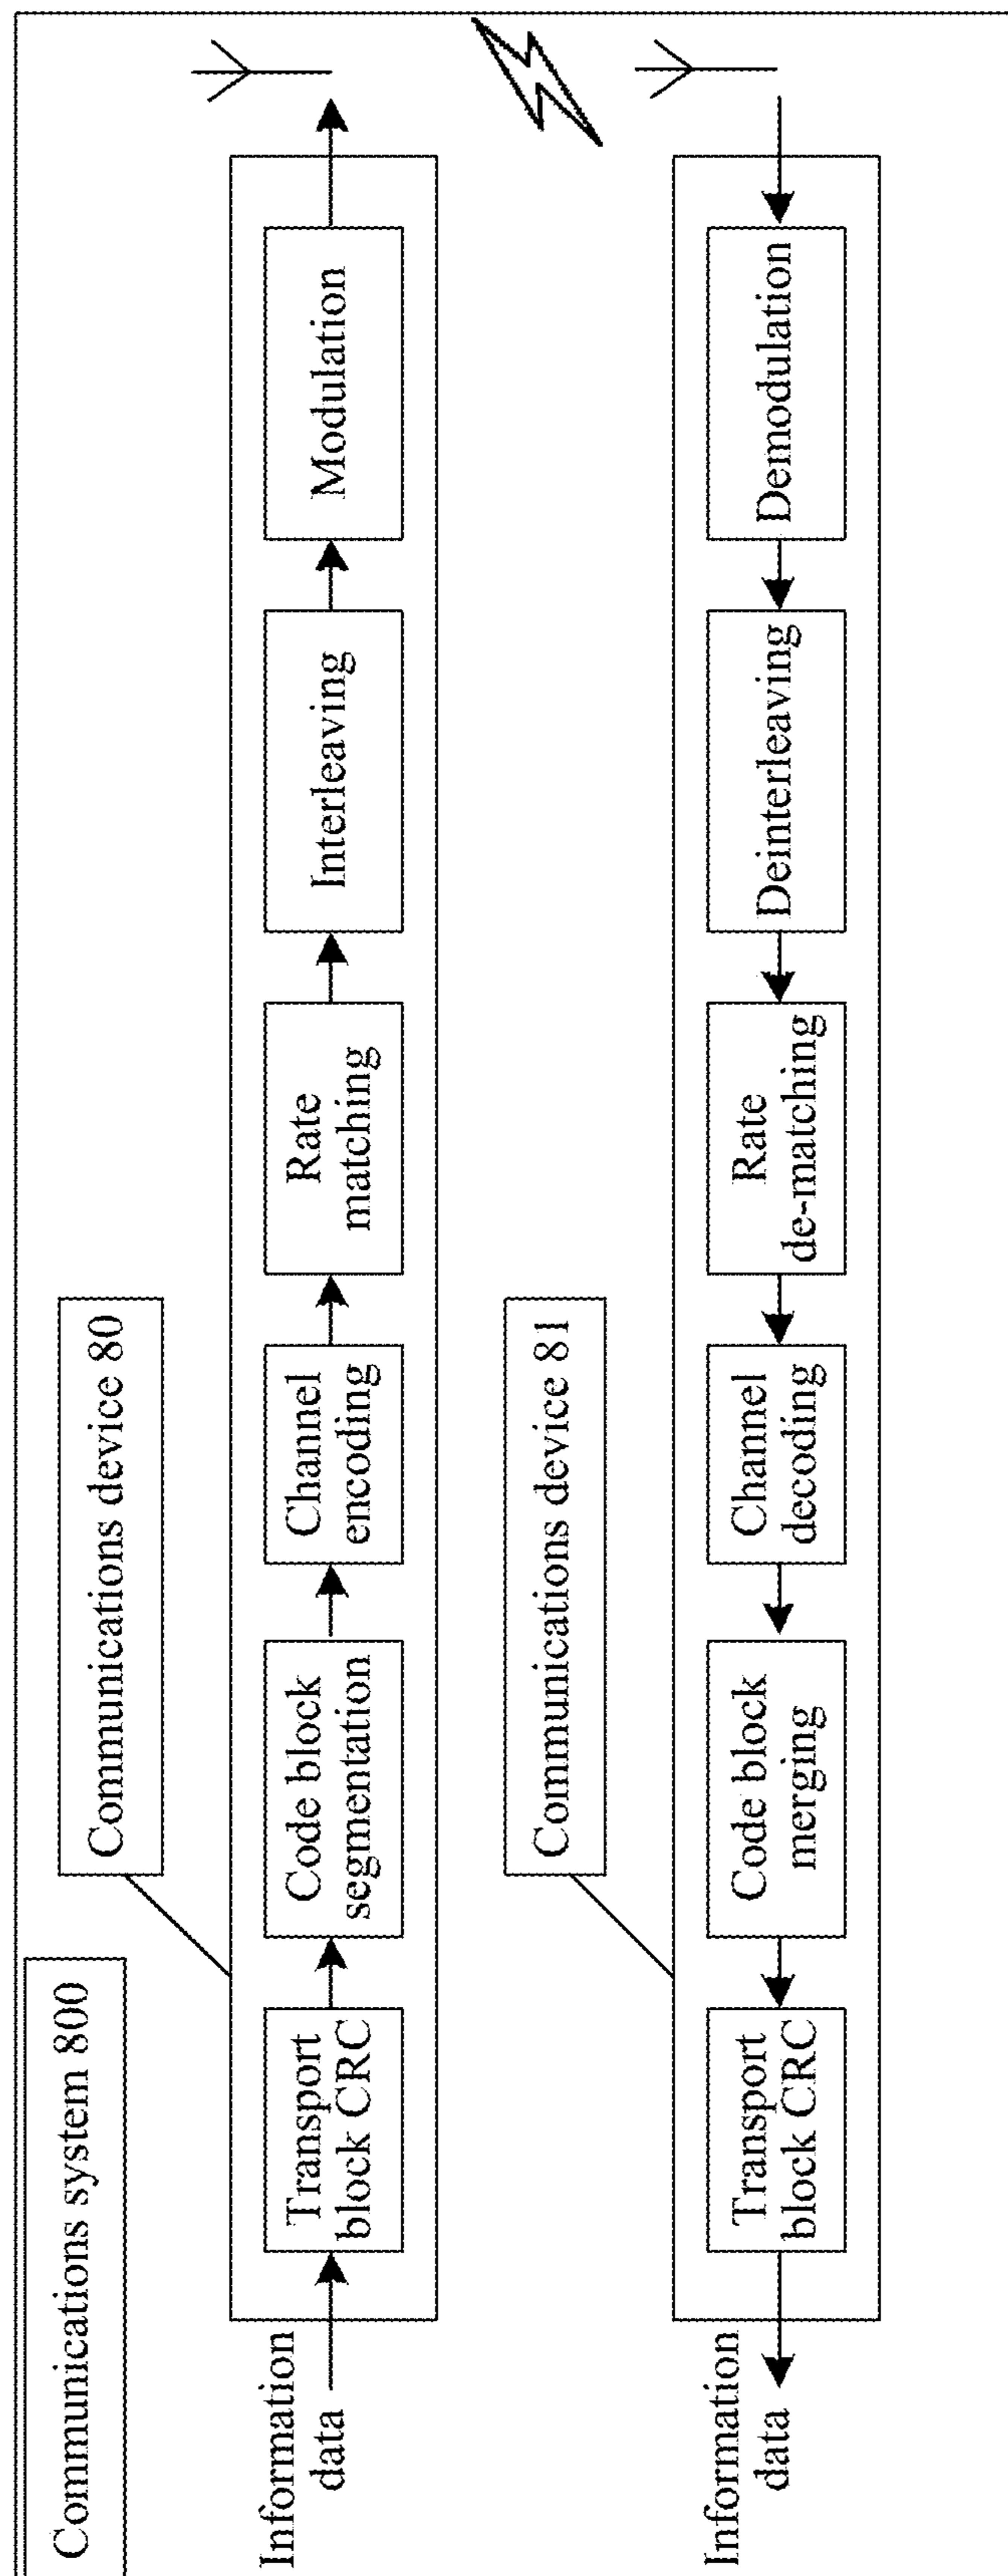 Communications system 800
Communications device 80
Information
data
Transport
block CRC
Code block
segmentation
Channel
encoding
Rate
matching
Interleaving
Modulation
Communications device 81
Information
data
Transport
block CRC
Code block
merging
Channel
decoding
Rate
de-matching
Deinterleaving
Demodulation